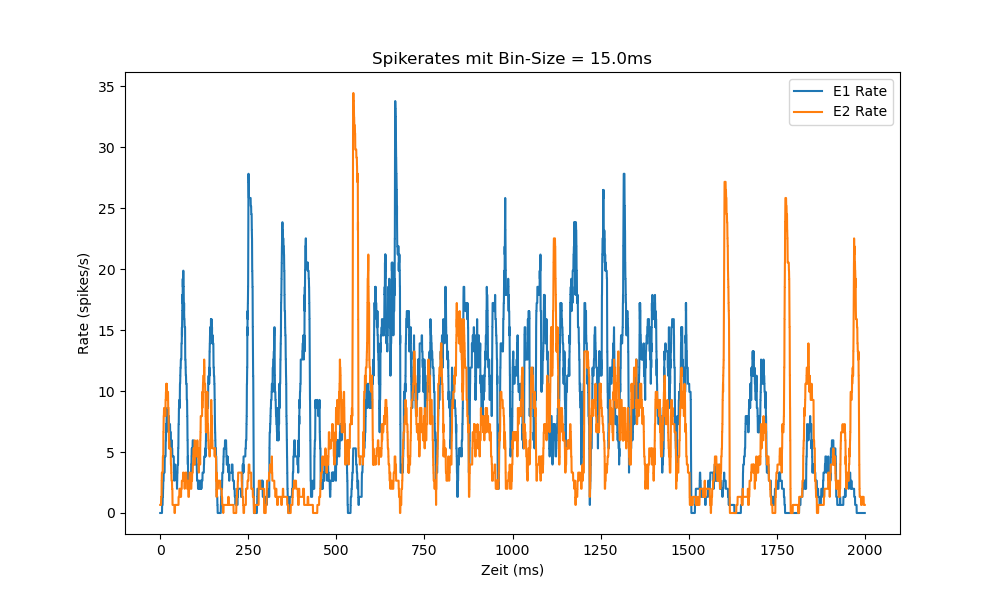 Spikerates mit Bin-Size = 15.0ms
E1 Rate
E2 Rate
35
30
25
20
15
10
5
0
Rate (spikes/s)
0 250 500 750 1000 1250 1500 1750 2000
Zeit (ms)